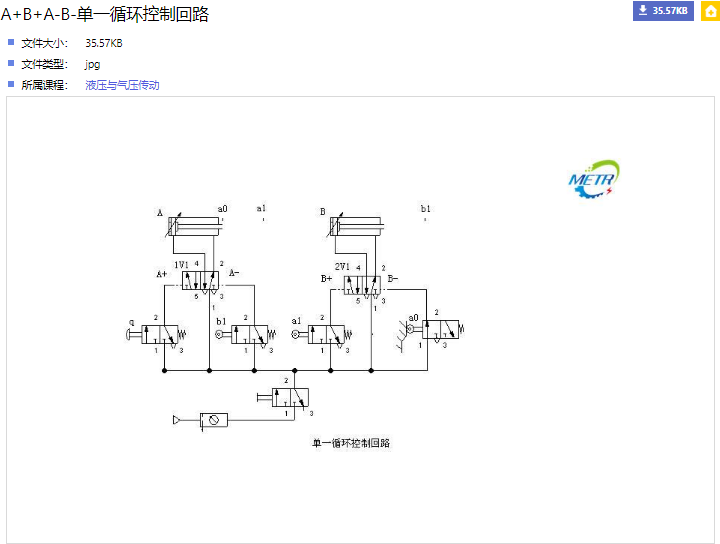 A+B+A-B-单一循环控制回路
35.57KB
文件大小： 35.57KB
文件类型： jpg
所属课程： 液压与气压传动
METR
A a0 a1 B b1
1V1 4 2 2V1 4 2
A+ A- B+ B-
5 3 5 3
1 1
q 2 b1 2 a1 2 a0 2
1 3 1 3 1 3 1 3
2
1 3
单一循环控制回路